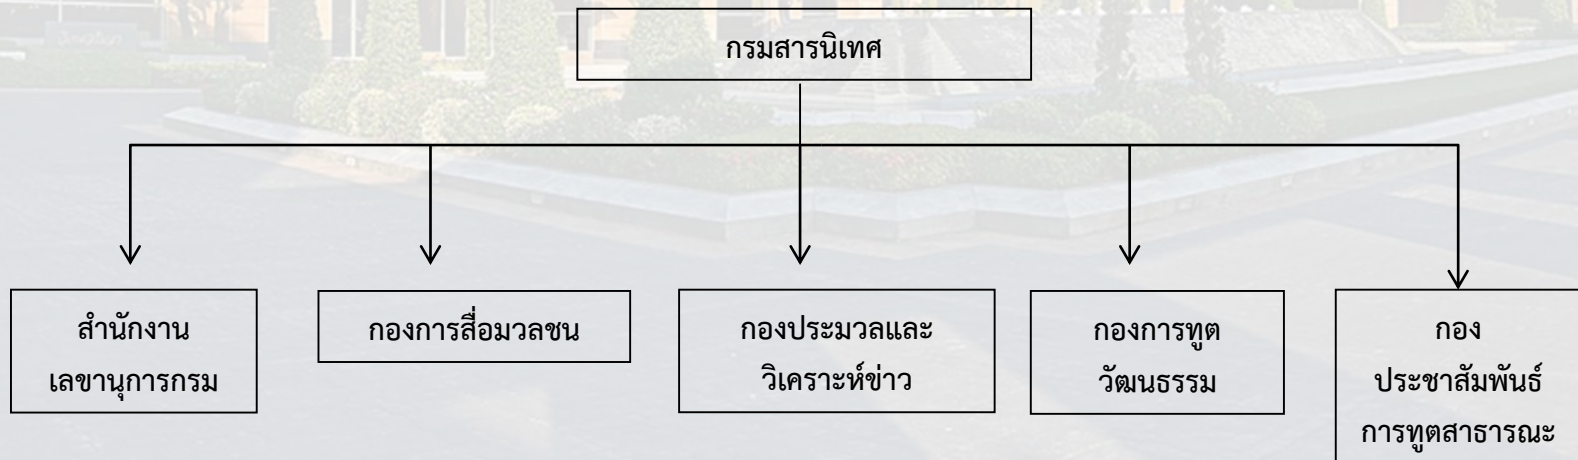 กรมสารนิเทศ
สำนักงาน
เลขานุการกรม
กองการสื่อมวลชน
กองประมวลและ
วิเคราะห์ข่าว
กองการทูต
วัฒนธรรม
กอง
ประชาสัมพันธ์
การทูตสาธารณะ